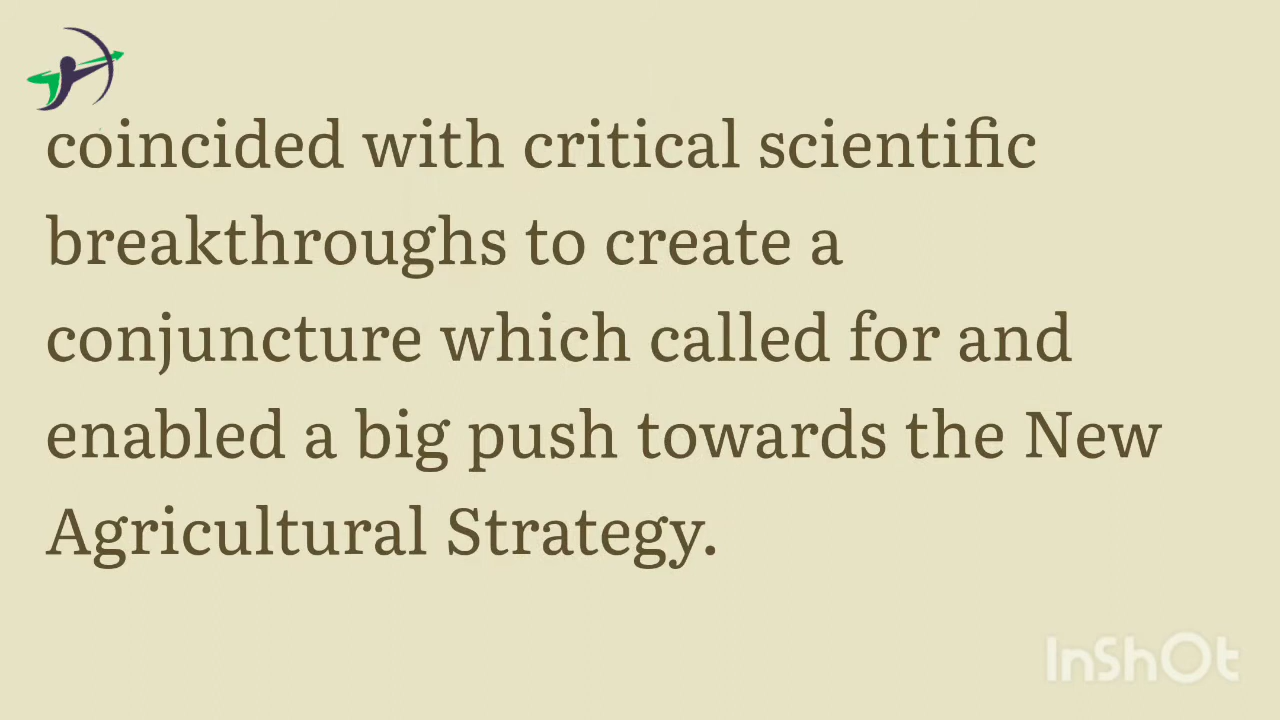 coincided with critical scientific
breakthroughs to create a
conjuncture which called for and
enabled a big push towards the New
Agricultural Strategy.
InShOt